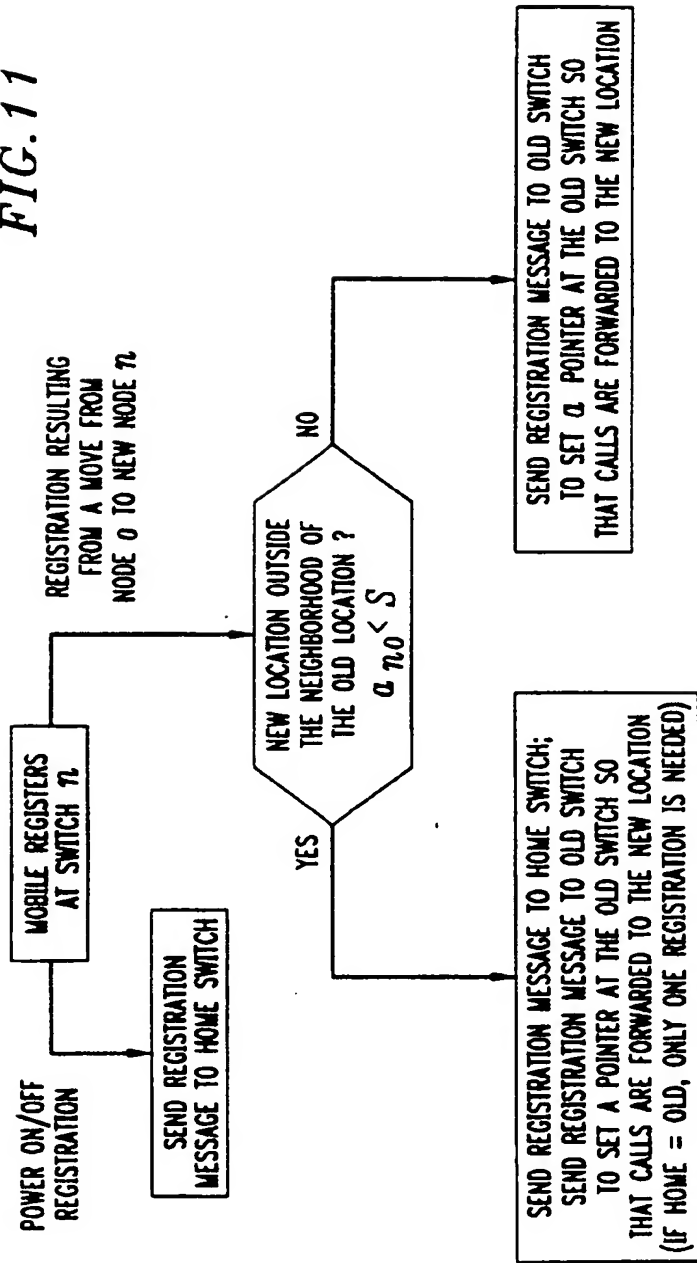 FIG. 11
MOBILE REGISTERS
AT SWITCH n
POWER ON/OFF
REGISTRATION
SEND REGISTRATION
MESSAGE TO HOME SWITCH
REGISTRATION RESULTING
FROM A MOVE FROM
NODE o TO NEW NODE n
NEW LOCATION OUTSIDE
THE NEIGHBORHOOD OF
THE OLD LOCATION ?
a no < S
YES
NO
SEND REGISTRATION MESSAGE TO HOME SWITCH;
SEND REGISTRATION MESSAGE TO OLD SWITCH
TO SET A POINTER AT THE OLD SWITCH SO
THAT CALLS ARE FORWARDED TO THE NEW LOCATION
(IF HOME = OLD, ONLY ONE REGISTRATION IS NEEDED)
SEND REGISTRATION MESSAGE TO OLD SWITCH
TO SET a POINTER AT THE OLD SWITCH SO
THAT CALLS ARE FORWARDED TO THE NEW LOCATION